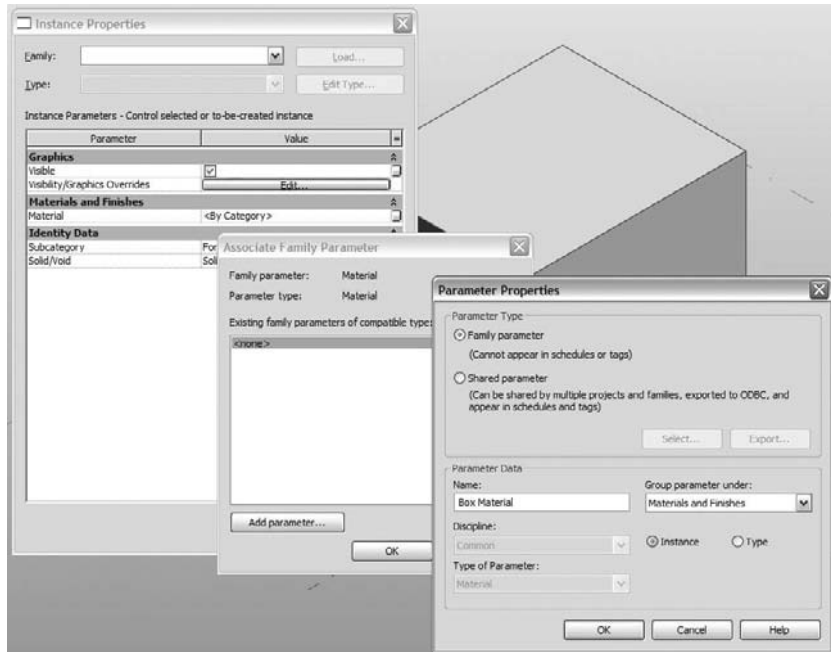 Instance Properties
Family:
Load...
Type:
Edit Type...
Instance Parameters - Control selected or to-be-created instance
Parameter Value =
Graphics
Visible
Visibility/Graphics Overrides Edit...
Materials and Finishes
Material <By Category>
Identity Data
Subcategory For
Solid/Void Soli
Associate Family Parameter
Family parameter: Material
Parameter type: Material
Existing family parameters of compatible type:
<none>
Add parameter...
OK
Parameter Properties
Parameter Type
Family parameter
(Cannot appear in schedules or tags)
Shared parameter
(Can be shared by multiple projects and families, exported to ODBC, and
appear in schedules and tags)
Select... Export...
Parameter Data
Name: Group parameter under:
Box Material Materials and Finishes
Discipline:
Common Instance Type
Type of Parameter:
Material
OK Cancel Help